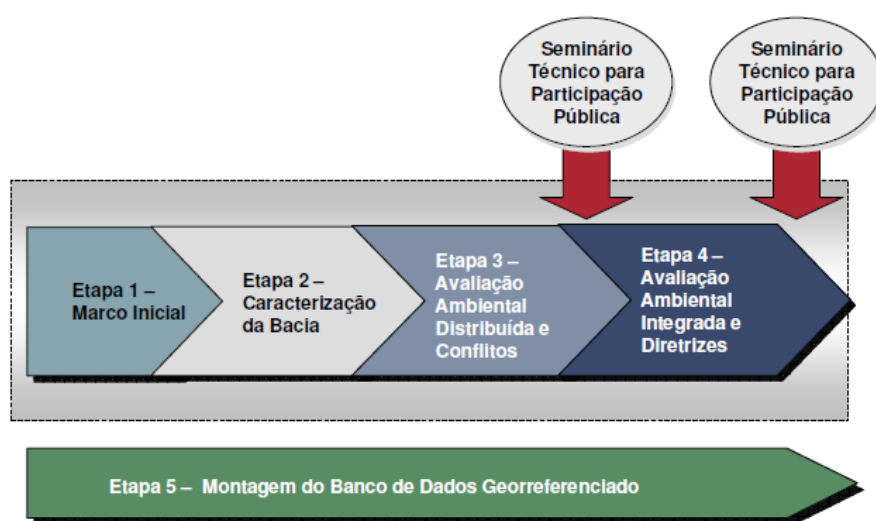 Seminário
Técnico para
Participação
Pública
Seminário
Técnico para
Participação
Pública
Etapa 1 –
Marco Inicial
Etapa 2 –
Caracterização
da Bacia
Etapa 3 –
Avaliação
Ambiental
Distribuída e
Conflitos
Etapa 4 –
Avaliação
Ambiental
Integrada e
Diretrizes
Etapa 5 – Montagem do Banco de Dados Georreferenciado